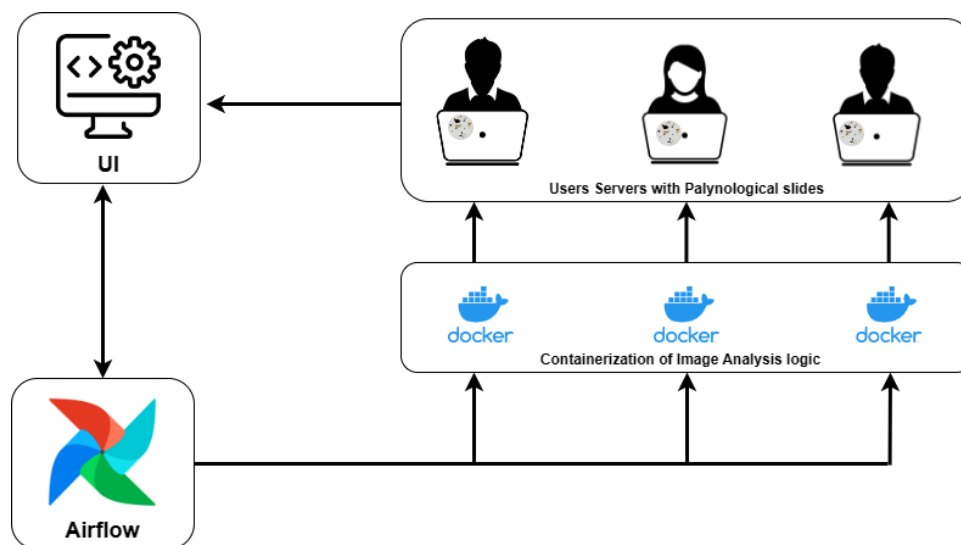 UI
Users Servers with Palynological slides
docker
docker
docker
Containerization of Image Analysis logic
Airflow